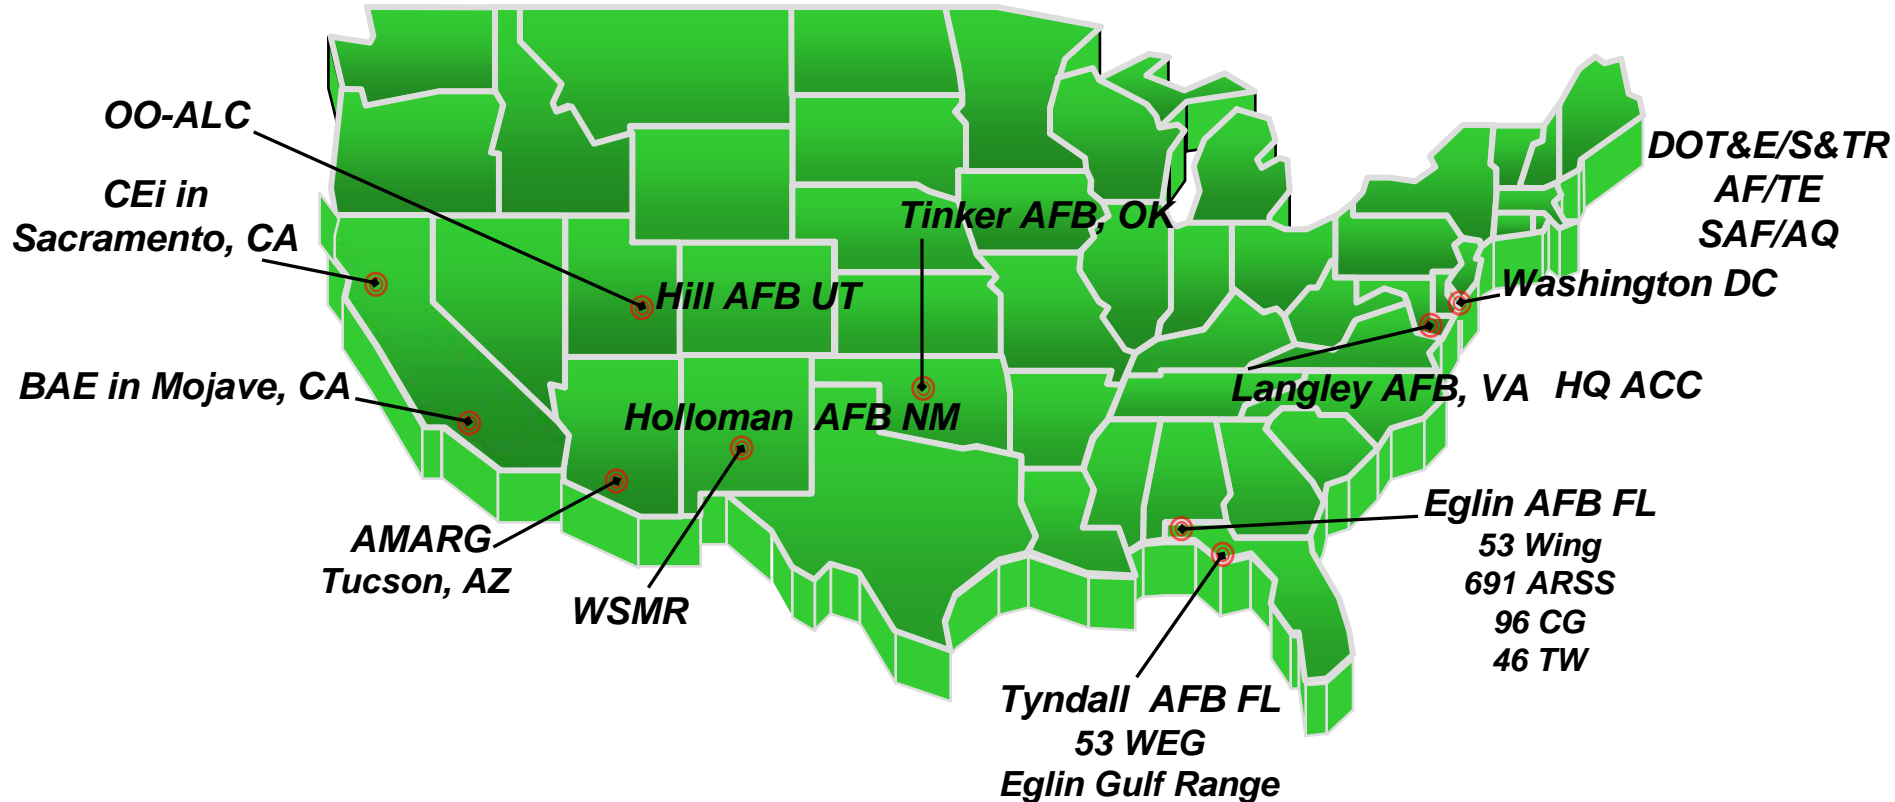 OO-ALC
CEi in
Sacramento, CA
BAE in Mojave, CA
AMARG
Tucson, AZ
WSMR
Hill AFB UT
Holloman AFB NM
Tinker AFB, OK
DOT&E/S&TR
AF/TE
SAF/AQ
Washington DC
Langley AFB, VA HQ ACC
Eglin AFB FL
53 Wing
691 ARSS
96 CG
46 TW
Tyndall AFB FL
53 WEG
Eglin Gulf Range